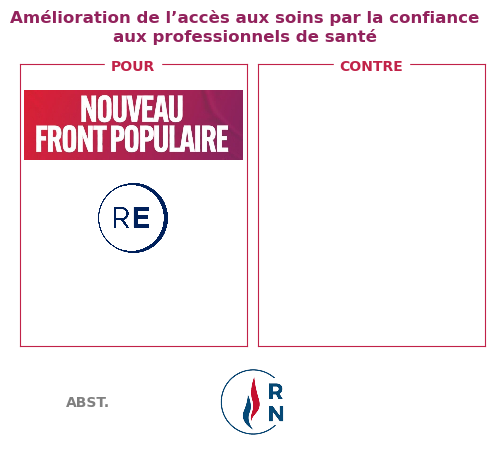 Amélioration de l’accès aux soins par la confiance
aux professionnels de santé
POUR
CONTRE
NOUVEAU
FRONT POPULAIRE
RE
ABST.
R
N